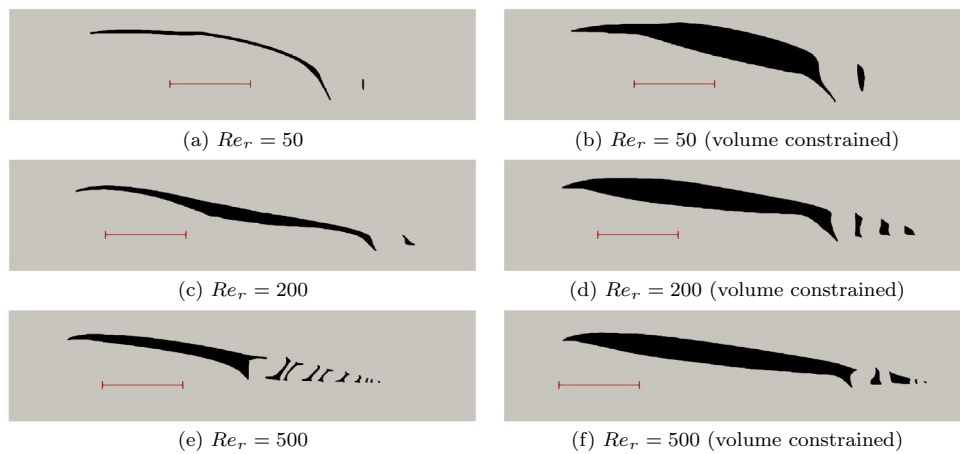 (a) Re_r = 50
(b) Re_r = 50 (volume constrained)
(c) Re_r = 200
(d) Re_r = 200 (volume constrained)
(e) Re_r = 500
(f) Re_r = 500 (volume constrained)